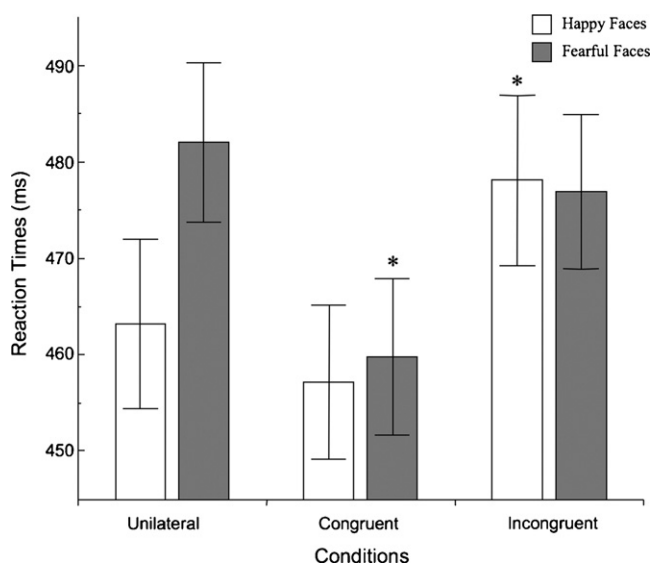 Happy Faces
Fearful Faces
490
480
470
460
450
Reaction Times (ms)
*
*
Unilateral
Congruent
Incongruent
Conditions